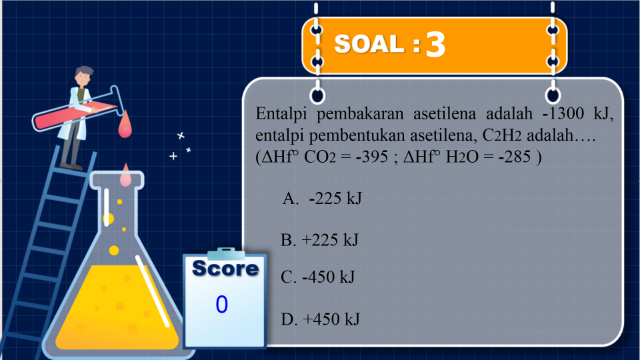 SOAL : 3
Entalpi pembakaran asetilena adalah -1300 kJ,
entalpi pembentukan asetilena, C2H2 adalah….
(ΔHf° CO2 = -395 ; ΔHf° H2O = -285 )
A. -225 kJ
B. +225 kJ
C. -450 kJ
D. +450 kJ
Score
0